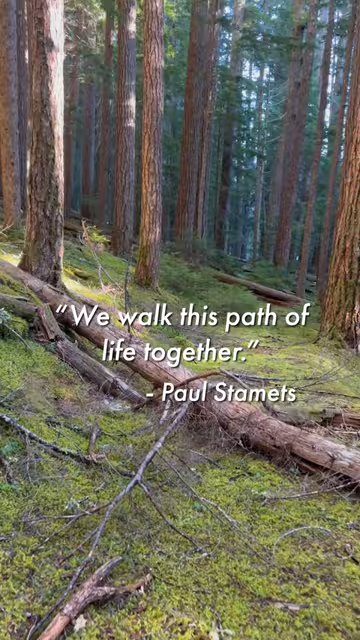 “We walk this path of
life together.”
- Paul Stamets